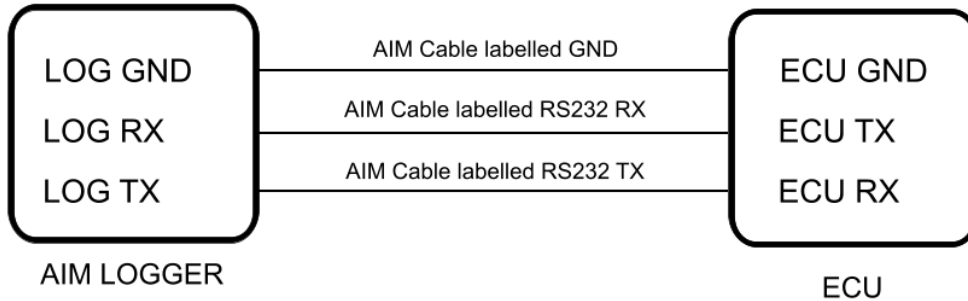 AIM Cable labelled GND
LOG GND
ECU GND
AIM Cable labelled RS232 RX
LOG RX
ECU TX
AIM Cable labelled RS232 TX
LOG TX
ECU RX
AIM LOGGER
ECU